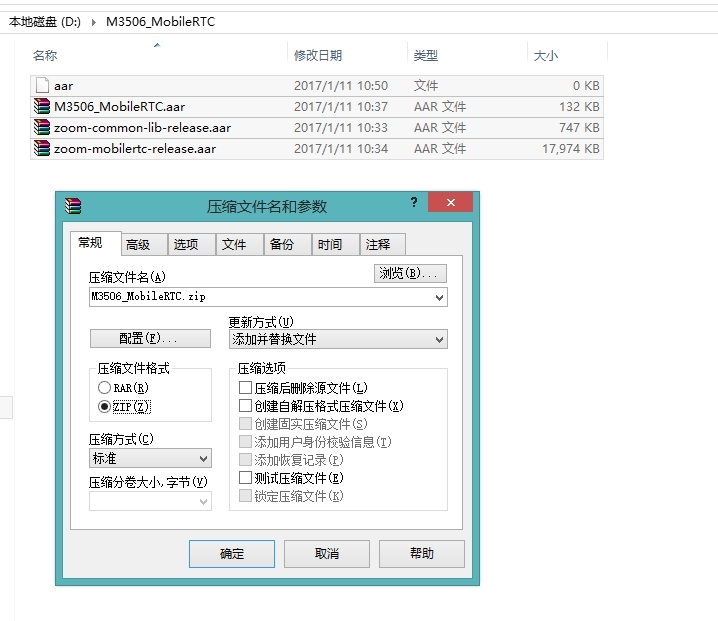 本地磁盘 (D:) M3506_MobileRTC
名称 修改日期 类型 大小
aar 2017/1/11 10:50 文件 0 KB
M3506_MobileRTC.aar 2017/1/11 10:37 AAR 文件 132 KB
zoom-common-lib-release.aar 2017/1/11 10:33 AAR 文件 747 KB
zoom-mobilertc-release.aar 2017/1/11 10:34 AAR 文件 17,974 KB
压缩文件名和参数 ?
常规 高级 选项 文件 备份 时间 注释
压缩文件名(A) 浏览(B)...
M3506_MobileRTC.zip
更新方式(U)
配置(F)... 添加并替换文件
压缩文件格式 压缩选项
RAR(R) 压缩后删除源文件(L)
ZIP(Z) 创建自解压格式压缩文件(X)
创建固实压缩文件(S)
压缩方式(C) 添加用户身份校验信息(T)
标准 添加恢复记录(P)
压缩分卷大小,字节(V) 测试压缩文件(E)
锁定压缩文件(K)
确定 取消 帮助